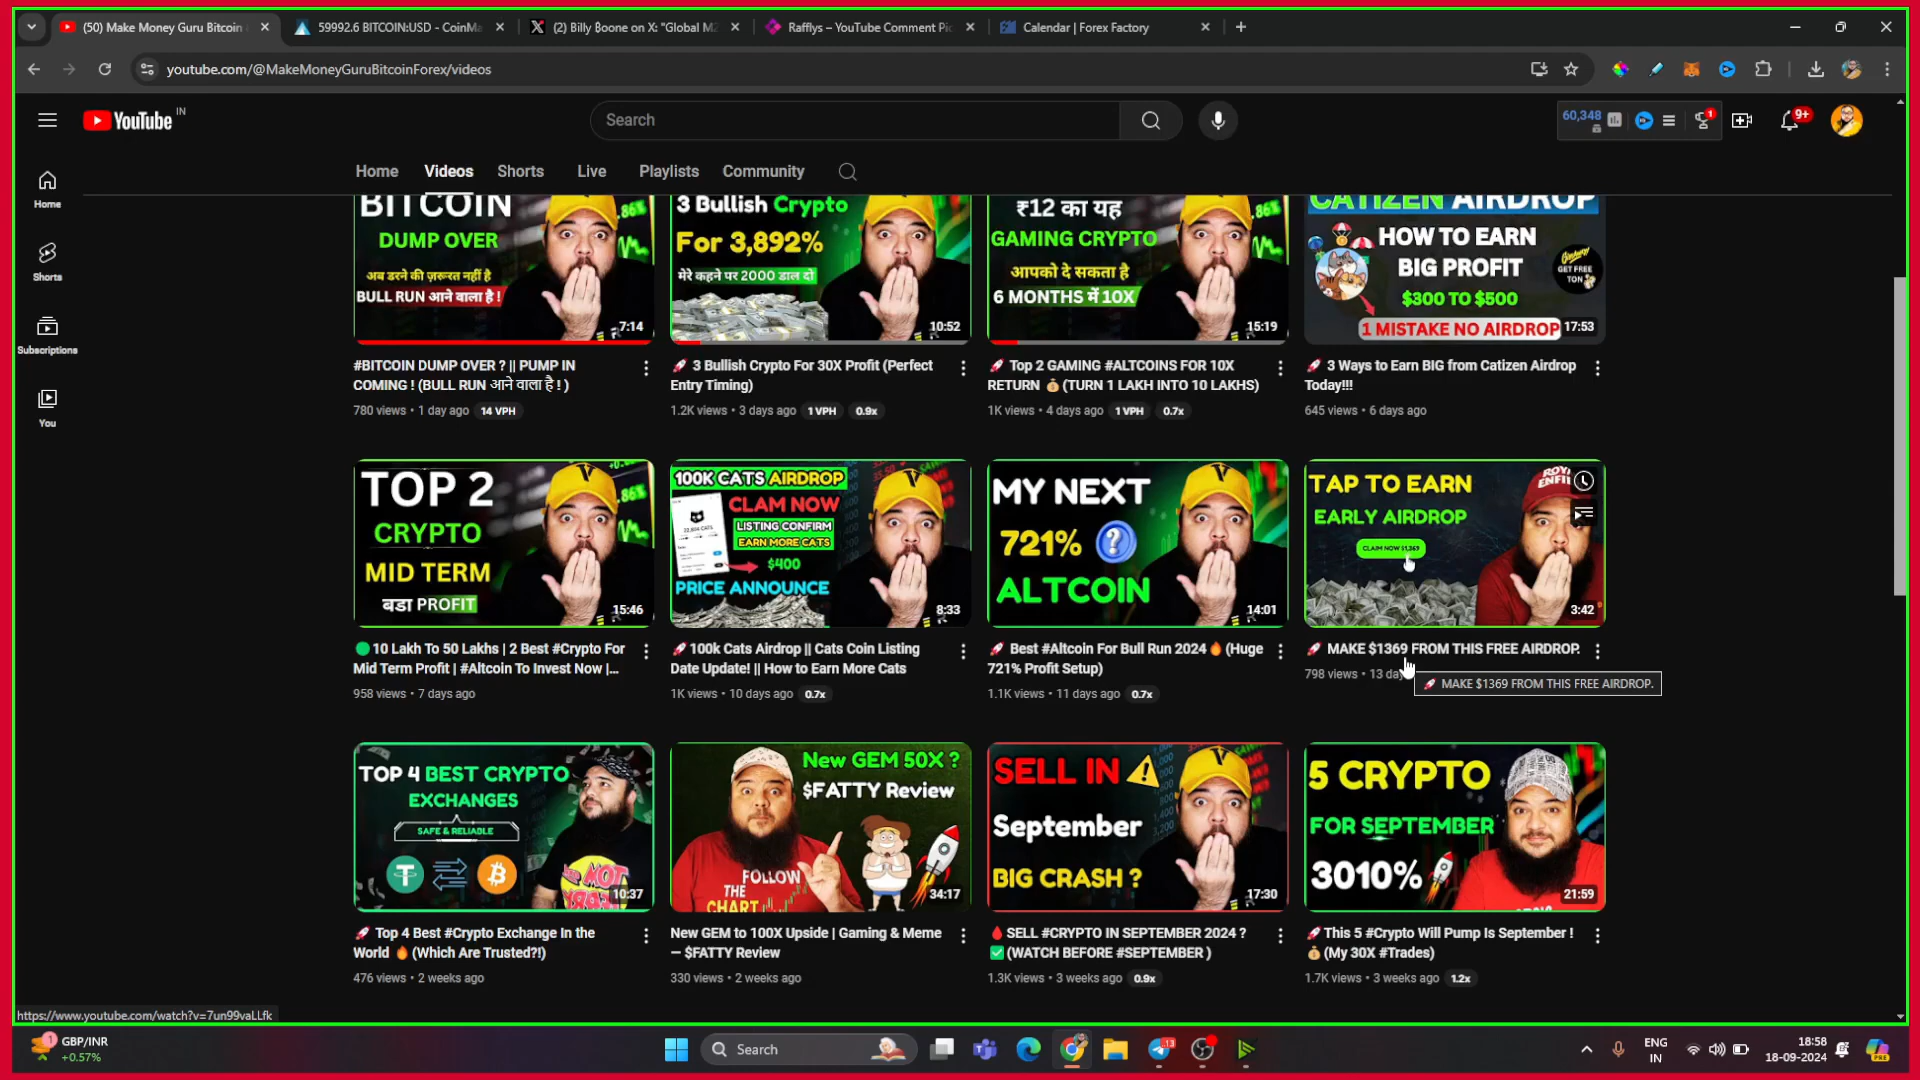 (50) Make Money Guru Bitcoin
59992.6 BITCOIN:USD - CoinMa
(2) Billy Boone on X: "Global M2
Rafflys – YouTube Comment Pic
Calendar | Forex Factory
youtube.com/@MakeMoneyGuruBitcoinForex/videos
YouTube IN
Search
60,348
1
9+
Home
Videos
Shorts
Live
Playlists
Community
Home
Shorts
Subscriptions
You
BITCOIN
DUMP OVER
अब डरने की ज़रूरत नहीं है
BULL RUN आने वाला है !
.86%
7:14
3 Bullish Crypto
For 3,892%
मेरे कहने पर 2000 डाल दो
10:52
₹12 का यह
GAMING CRYPTO
आपको दे सकता है
6 MONTHS में 10X
.86%
15:19
CATIZEN AIRDROP
HOW TO EARN
BIG PROFIT
$300 TO $500
GET FREE
TON
1 MISTAKE NO AIRDROP
17:53
#BITCOIN DUMP OVER ? || PUMP IN
COMING ! (BULL RUN आने वाला है ! )
780 views • 1 day ago 14 VPH
🚀 3 Bullish Crypto For 30X Profit (Perfect
Entry Timing)
1.2K views • 3 days ago 1 VPH 0.9x
🚀 Top 2 GAMING #ALTCOINS FOR 10X
RETURN 💰 (TURN 1 LAKH INTO 10 LAKHS)
1K views • 4 days ago 1 VPH 0.7x
🚀 3 Ways to Earn BIG from Catizen Airdrop
Today!!!
645 views • 6 days ago
TOP 2
CRYPTO
MID TERM
बडा PROFIT
.86%
15:46
100K CATS AIRDROP
CLAM NOW
LISTING CONFIRM
EARN MORE CATS
$400
PRICE ANNOUNCE
8:33
MY NEXT
721%
ALTCOIN
14:01
TAP TO EARN
EARLY AIRDROP
CLAIM NOW $1,369
3:42
🟢10 Lakh To 50 Lakhs | 2 Best #Crypto For
Mid Term Profit | #Altcoin To Invest Now |...
958 views • 7 days ago
🚀100k Cats Airdrop || Cats Coin Listing
Date Update! || How to Earn More Cats
1K views • 10 days ago 0.7x
🚀 Best #Altcoin For Bull Run 2024🔥(Huge
721% Profit Setup)
1.1K views • 11 days ago 0.7x
🚀 MAKE $1369 FROM THIS FREE AIRDROP.
798 views • 13 day
🚀 MAKE $1369 FROM THIS FREE AIRDROP.
TOP 4 BEST CRYPTO
EXCHANGES
SAFE & RELIABLE
10:37
New GEM 50X ?
$FATTY Review
FOLLOW
THE
CHART
34:17
SELL IN
September
BIG CRASH ?
17:30
5 CRYPTO
FOR SEPTEMBER
3010%
21:59
🚀 Top 4 Best #Crypto Exchange In the
World 🔥 (Which Are Trusted?!)
476 views • 2 weeks ago
New GEM to 100X Upside | Gaming & Meme
— $FATTY Review
330 views • 2 weeks ago
🩸SELL #CRYPTO IN SEPTEMBER 2024 ?
✅(WATCH BEFORE #SEPTEMBER )
1.3K views • 3 weeks ago 0.9x
🚀This 5 #Crypto Will Pump Is September !
💰(My 30X #Trades)
1.7K views • 3 weeks ago 1.2x
https://www.youtube.com/watch?v=7un99vaLLfk
1
GBP/INR
+0.57%
Search
13
ENG
IN
18:58
18-09-2024